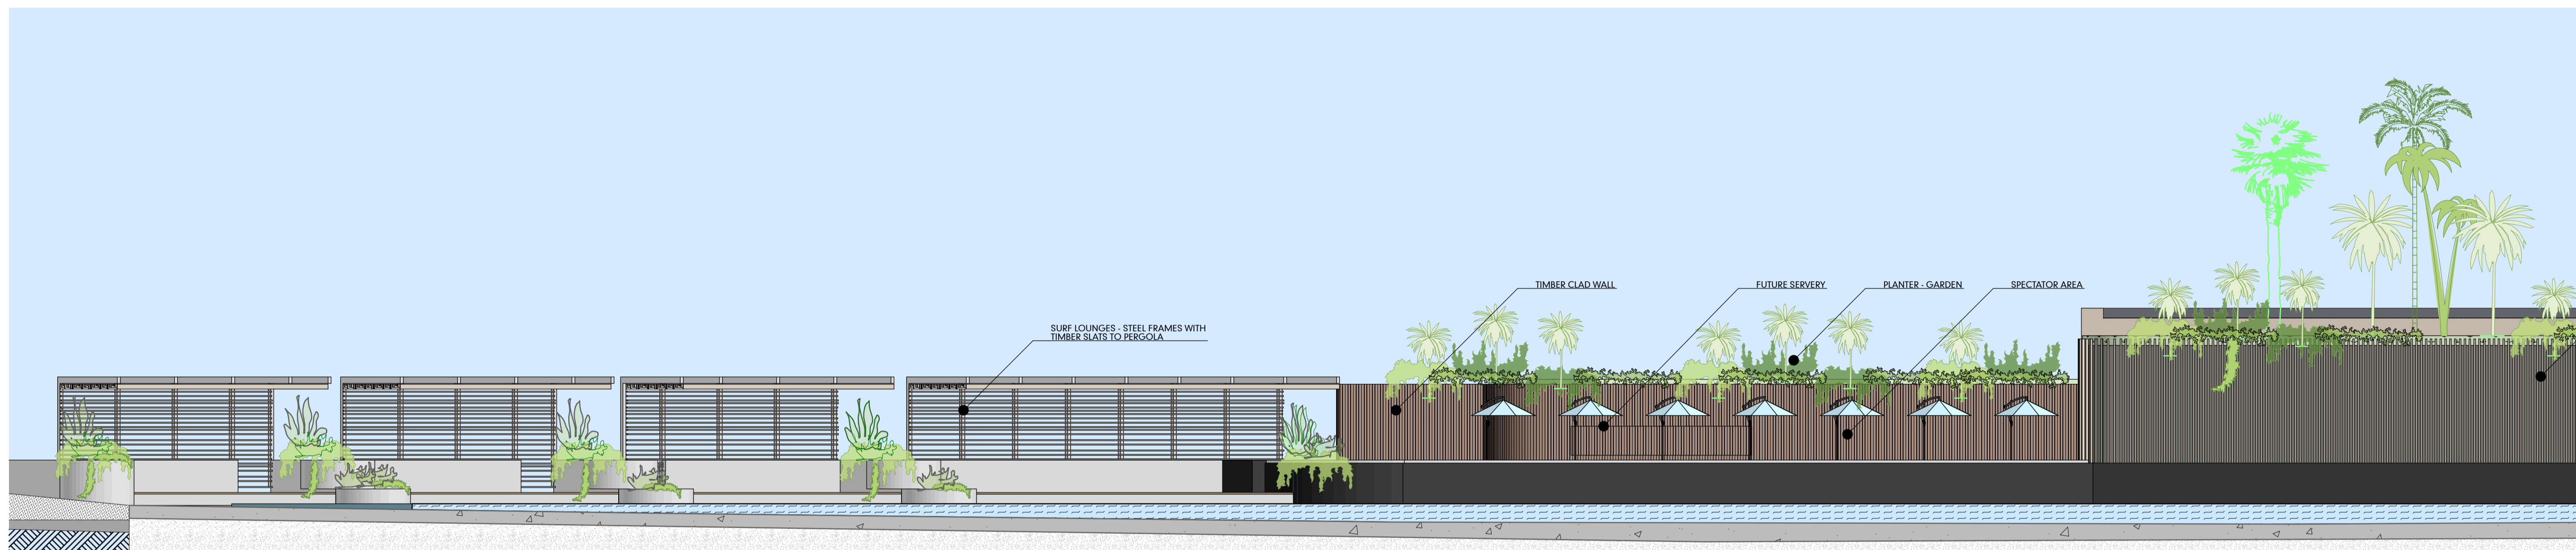 TIMBER CLAD WALL
FUTURE SERVERY
PLANTER - GARDEN
SPECTATOR AREA
SURF LOUNGES - STEEL FRAMES WITH
TIMBER SLATS TO PERGOLA